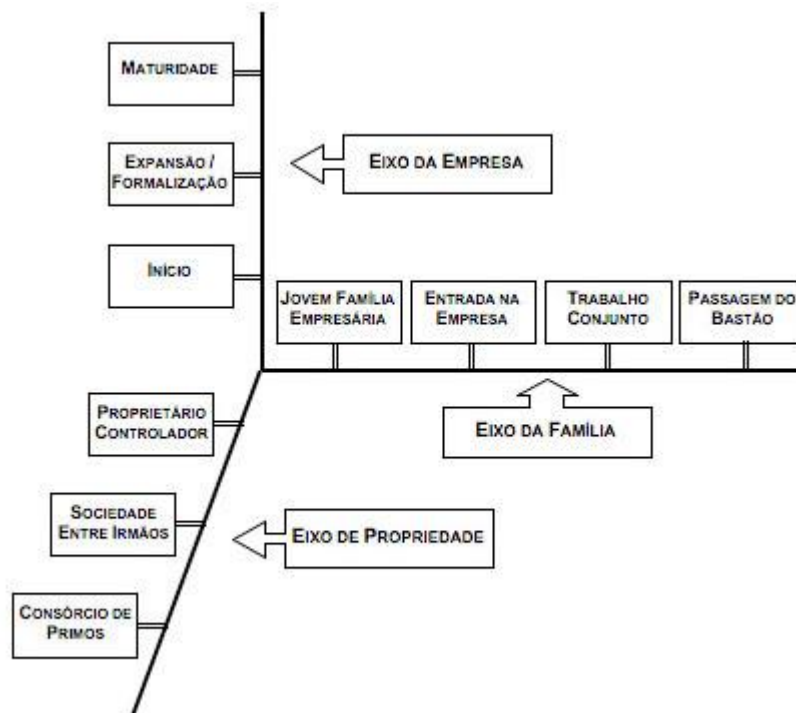 MATURIDADE
EXPANSÃO /
FORMALIZAÇÃO
EIXO DA EMPRESA
INÍCIO
JOVEM FAMÍLIA
EMPRESÁRIA
ENTRADA NA
EMPRESA
TRABALHO
CONJUNTO
PASSAGEM DO
BASTÃO
PROPRIETÁRIO
CONTROLADOR
EIXO DA FAMÍLIA
SOCIEDADE
ENTRE IRMÃOS
EIXO DE PROPRIEDADE
CONSÓRCIO DE
PRIMOS